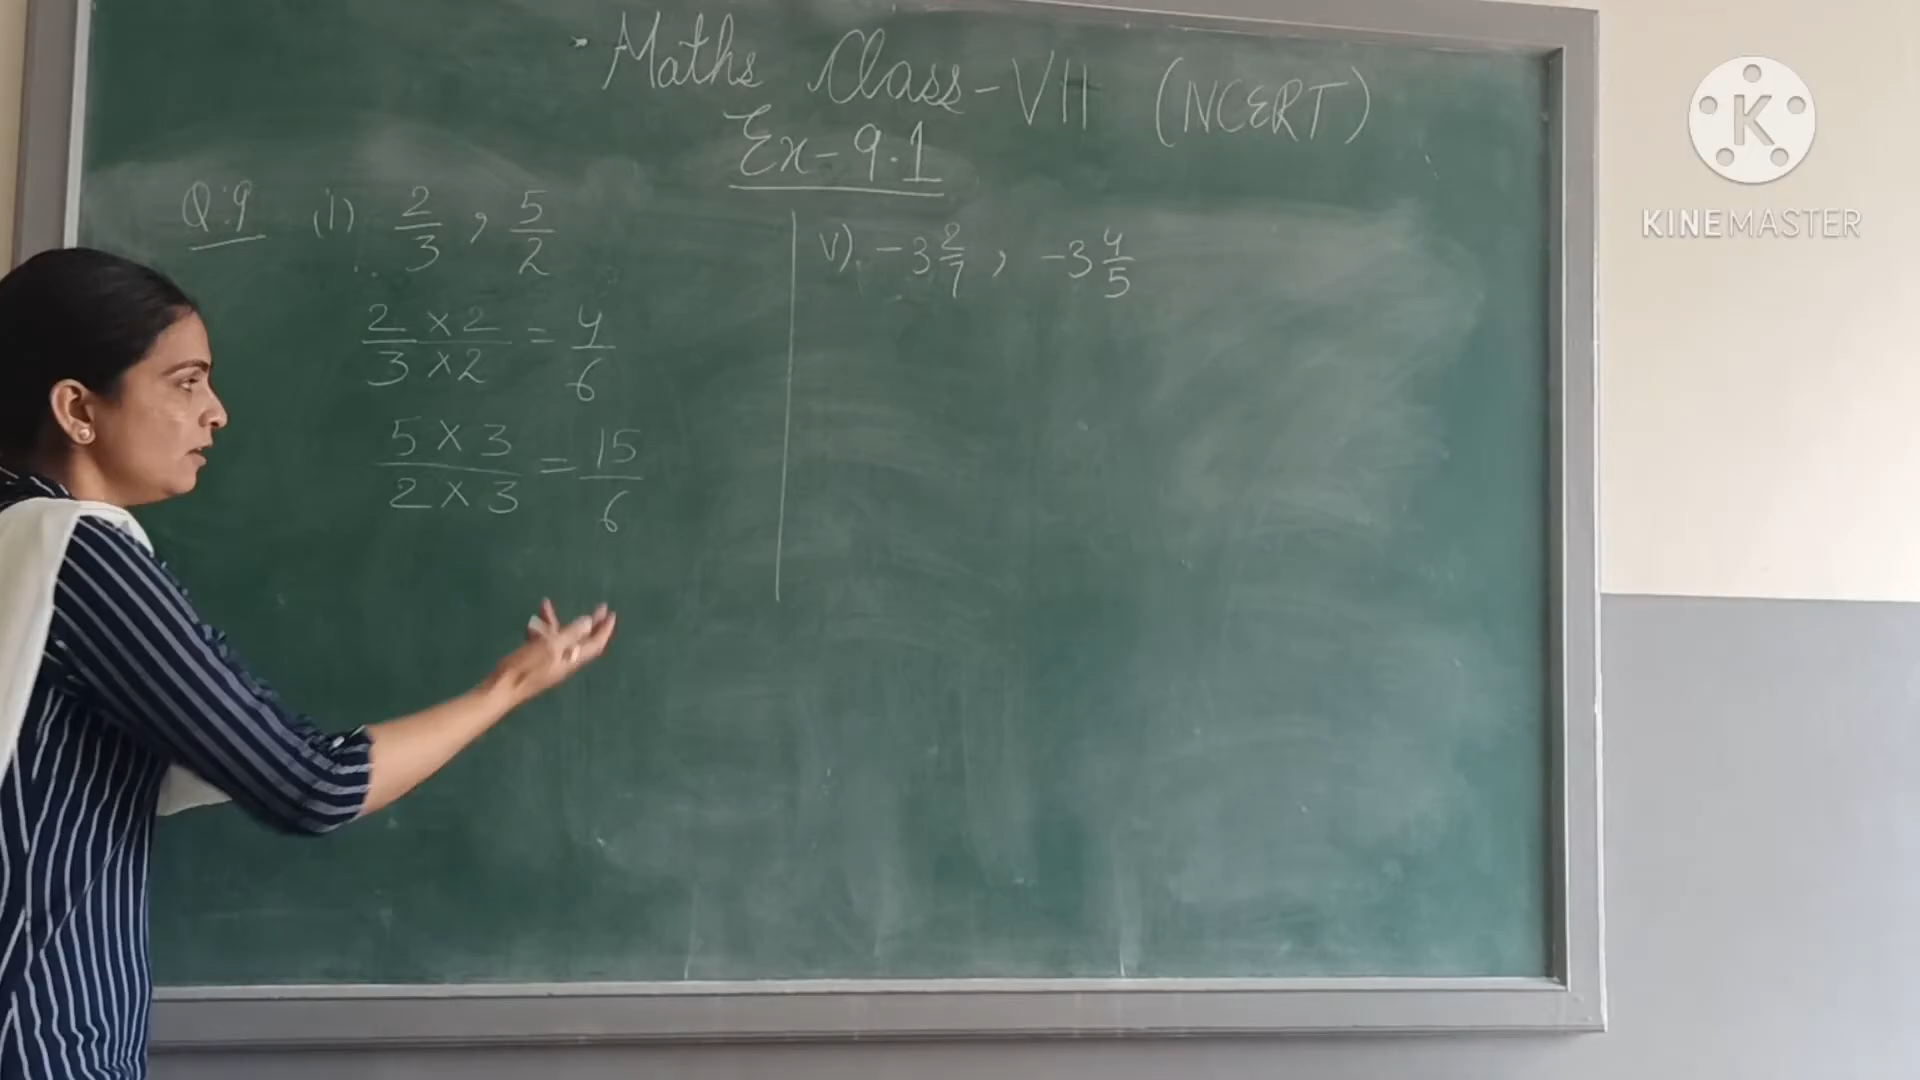 Maths Class-VII (NCERT)
Ex-9.1
Q.9 (i) 2/3 , 5/2
2 × 2 / 3 × 2 = 4/6
5 × 3 / 2 × 3 = 15/6
v) -3 2/7 , -3 4/5
K
KINEMASTER